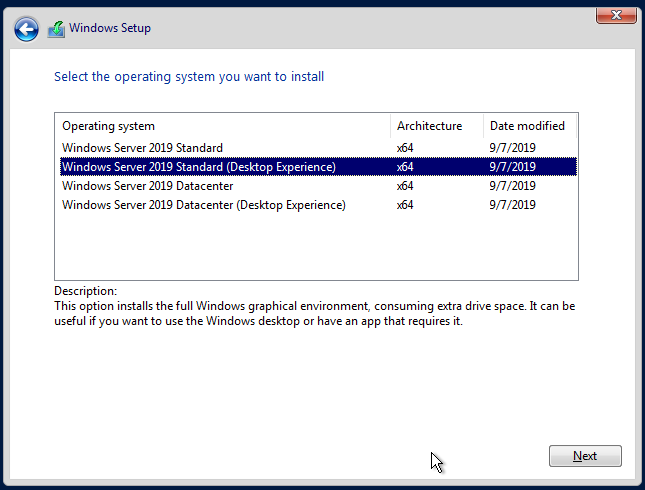 Windows Setup
Select the operating system you want to install
Operating system Architecture Date modified
Windows Server 2019 Standard x64 9/7/2019
Windows Server 2019 Standard (Desktop Experience) x64 9/7/2019
Windows Server 2019 Datacenter x64 9/7/2019
Windows Server 2019 Datacenter (Desktop Experience) x64 9/7/2019
Description:
This option installs the full Windows graphical environment, consuming extra drive space. It can be
useful if you want to use the Windows desktop or have an app that requires it.
Next